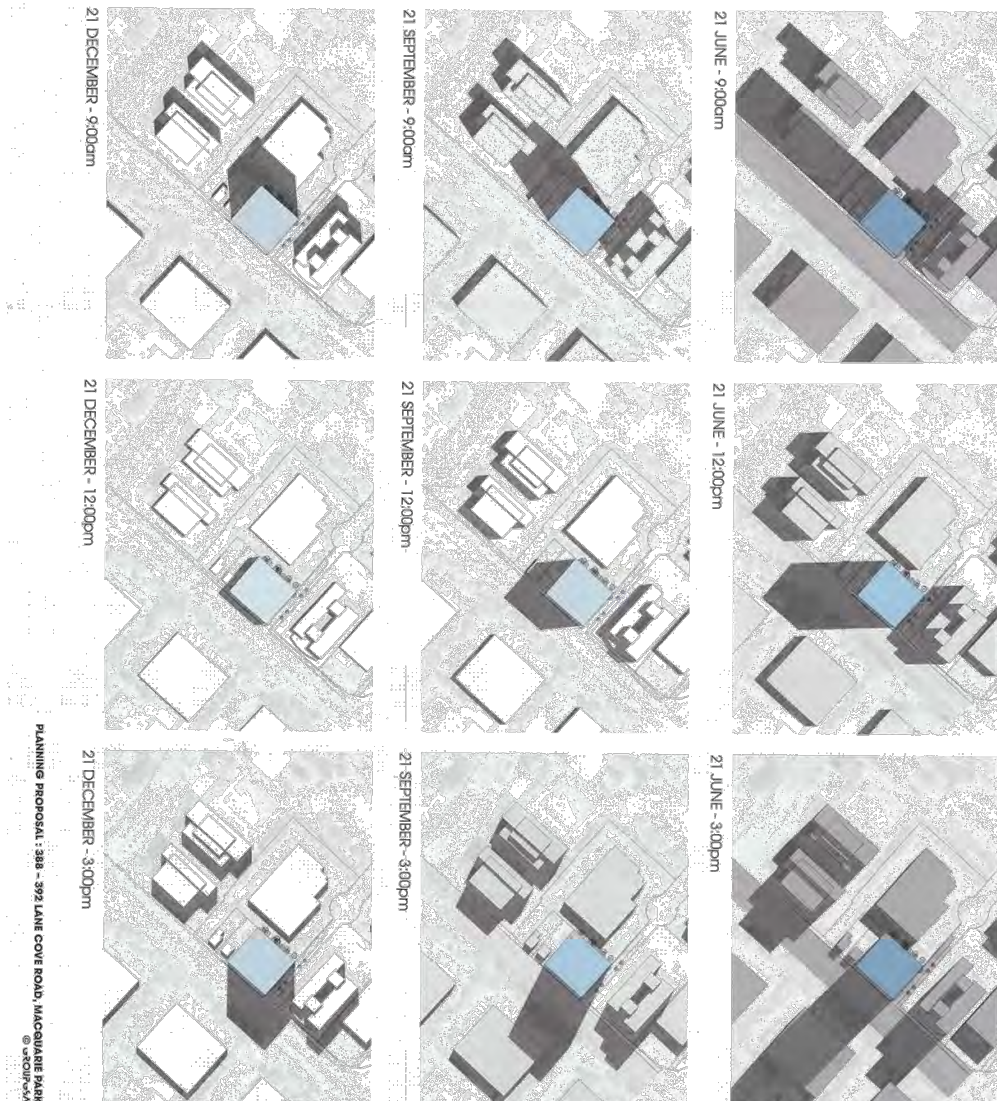 21 JUNE - 9:00am
21 JUNE - 12:00pm
21 JUNE - 3:00pm
21 SEPTEMBER - 9:00am
21 SEPTEMBER - 12:00pm
21 SEPTEMBER - 3:00pm
21 DECEMBER - 9:00am
21 DECEMBER - 12:00pm
21 DECEMBER - 3:00pm
PLANNING PROPOSAL : 388 – 392 LANE COVE ROAD, MACQUARIE PARK
©